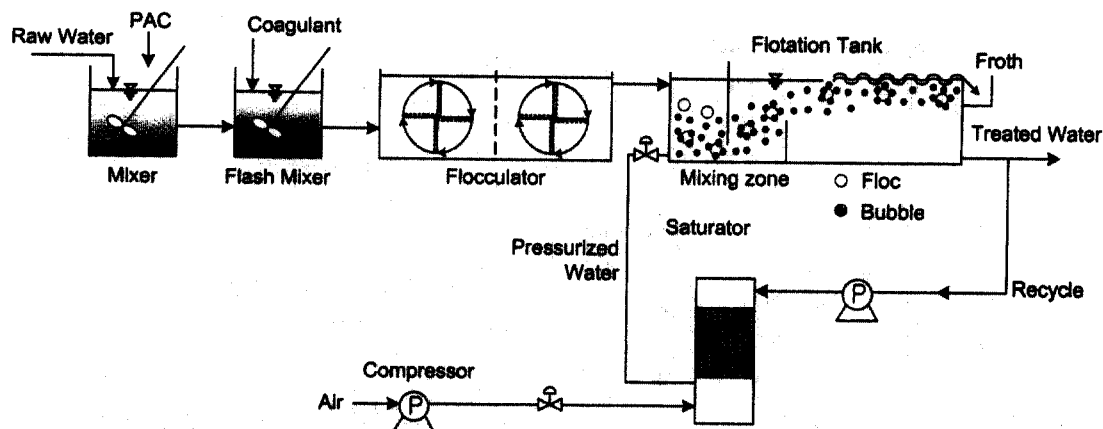 PAC
Raw Water
Coagulant
Flotation Tank
Froth
Treated Water
Mixer
Flash Mixer
Flocculator
Mixing zone
Floc
Bubble
Saturator
Pressurized
Water
P
Recycle
Compressor
Air
P